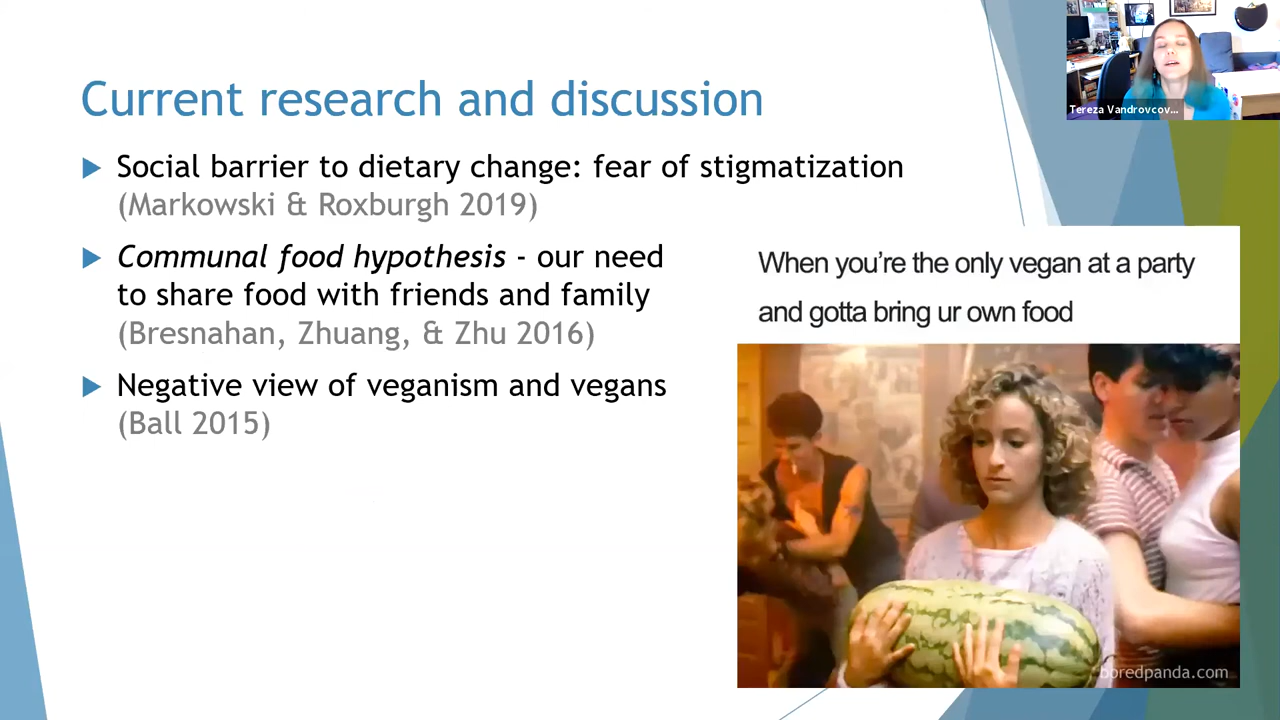 Current research and discussion
Social barrier to dietary change: fear of stigmatization
(Markowski & Roxburgh 2019)
Communal food hypothesis - our need
to share food with friends and family
(Bresnahan, Zhuang, & Zhu 2016)
Negative view of veganism and vegans
(Ball 2015)
When you're the only vegan at a party
and gotta bring ur own food
boredpanda.com
Tereza Vandrovcov...